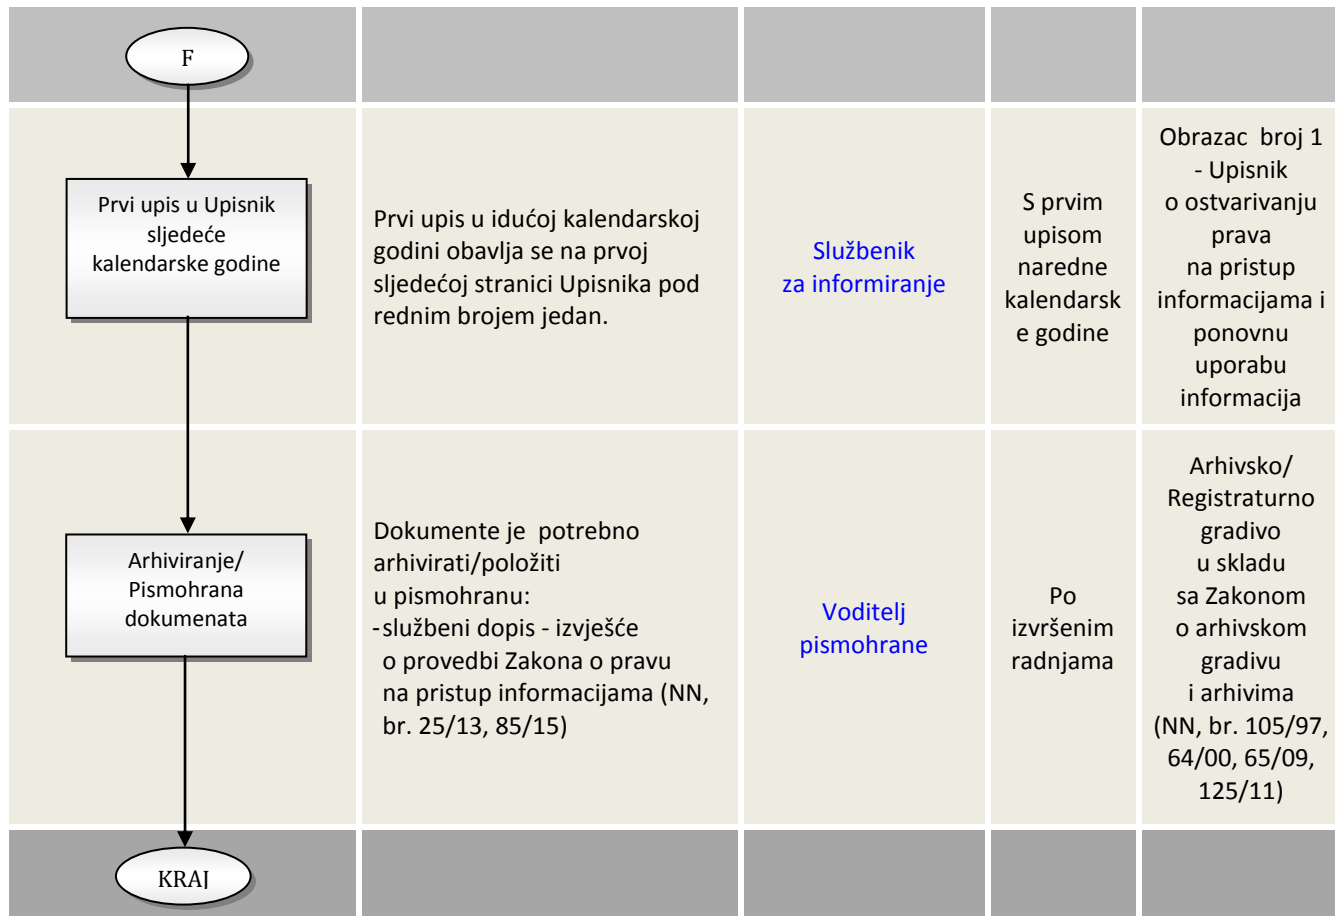 F
Prvi upis u Upisnik
sljedeće
kalendarske godine
Prvi upis u idućoj kalendarskoj
godini obavlja se na prvoj
sljedećoj stranici Upisnika pod
rednim brojem jedan.
Službenik
za informiranje
S prvim
upisom
naredne
kalendarsk
e godine
Obrazac broj 1
- Upisnik
o ostvarivanju
prava
na pristup
informacijama i
ponovnu
uporabu
informacija
Arhiviranje/
Pismohrana
dokumenata
Dokumente je potrebno
arhivirati/položiti
u pismohranu:
-službeni dopis - izvješće
o provedbi Zakona o pravu
na pristup informacijama (NN,
br. 25/13, 85/15)
Voditelj
pismohrane
Po
izvršenim
radnjama
Arhivsko/
Registraturno
gradivo
u skladu
sa Zakonom
o arhivskom
gradivu
i arhivima
(NN, br. 105/97,
64/00, 65/09,
125/11)
KRAJ